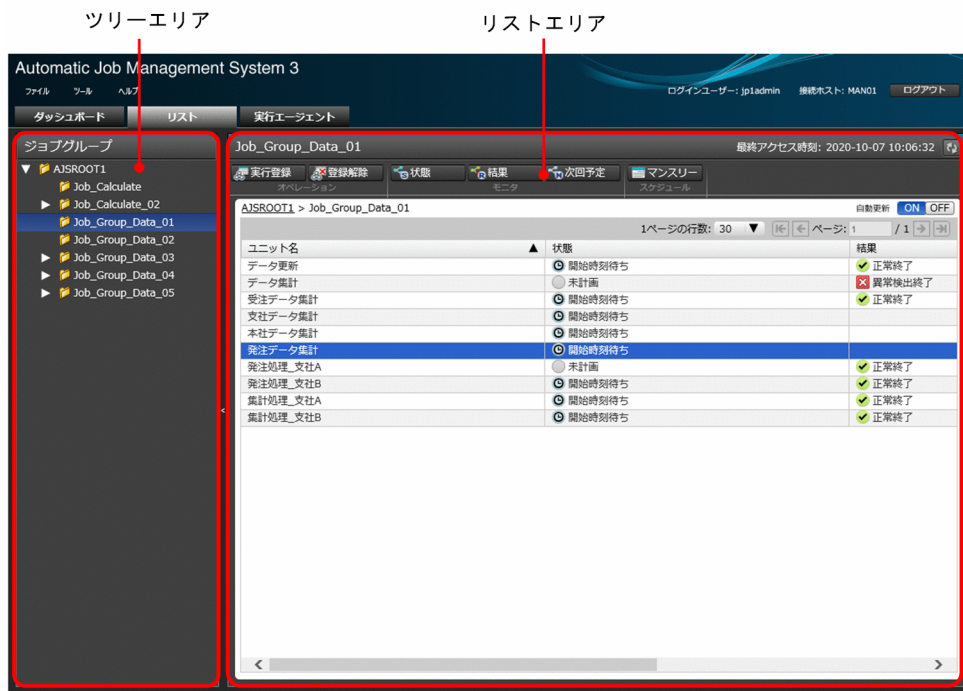 ツリーエリア
リストエリア
Automatic Job Management System 3
ファイル ツール ヘルプ
ログインユーザー: jp1admin 接続ホスト: MAN01 ログアウト
ダッシュボード リスト 実行エージェント
ジョブグループ
AJSROOT1
Job_Calculate
Job_Calculate_02
Job_Group_Data_01
Job_Group_Data_02
Job_Group_Data_03
Job_Group_Data_04
Job_Group_Data_05
Job_Group_Data_01 最終アクセス時刻: 2020-10-07 10:06:32
実行登録 登録解除 状態 結果 次回予定 マンスリー
オペレーション モニタ スケジュール
AJSROOT1 > Job_Group_Data_01 自動更新 ON OFF
1ページの行数: 30 ▼ ページ: 1 / 1
ユニット名 ▲ 状態 結果
データ更新 開始時刻待ち 正常終了
データ集計 未計画 異常検出終了
受注データ集計 開始時刻待ち 正常終了
支社データ集計 開始時刻待ち
本社データ集計 開始時刻待ち
発注データ集計 開始時刻待ち
発注処理_支社A 未計画 正常終了
発注処理_支社B 開始時刻待ち 正常終了
集計処理_支社A 開始時刻待ち 正常終了
集計処理_支社B 開始時刻待ち 正常終了